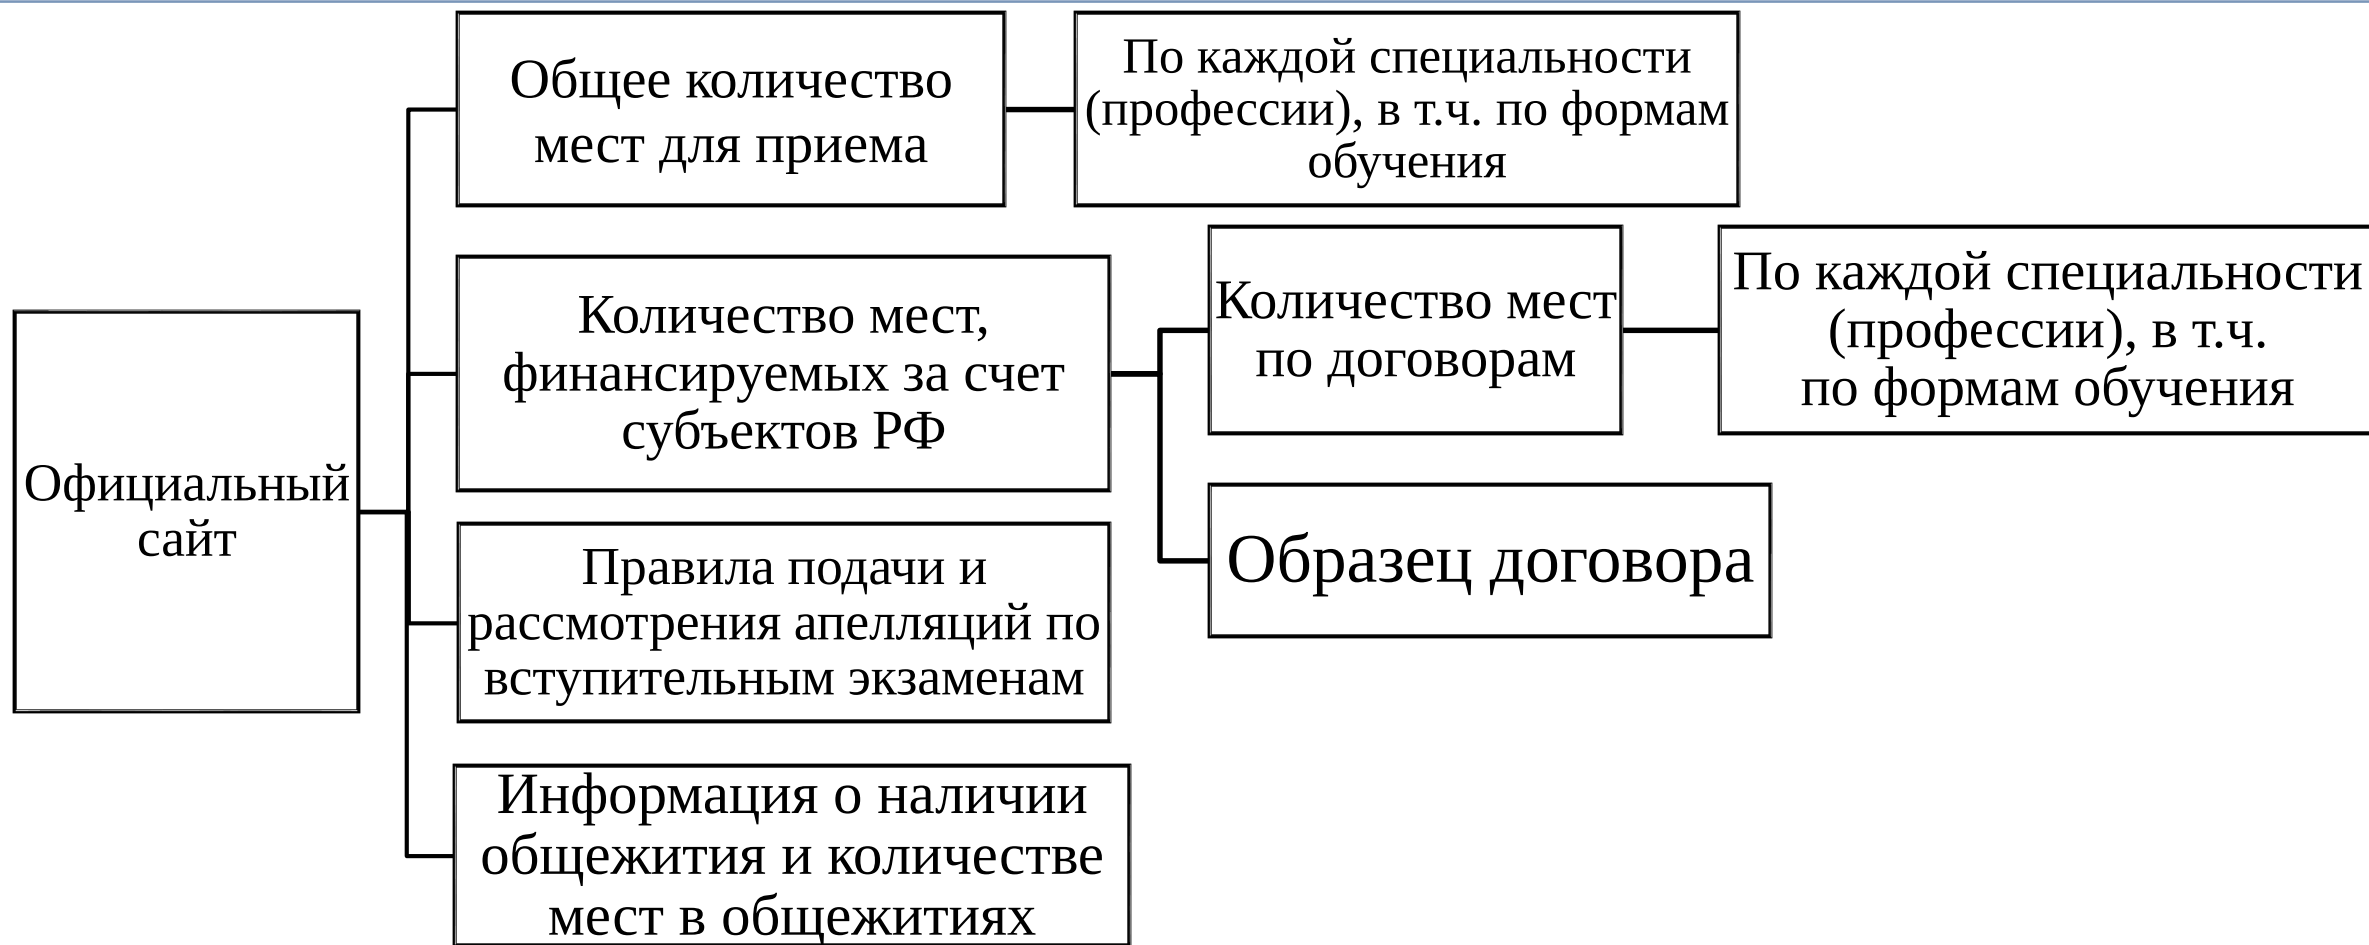 Общее количество
мест для приема
По каждой специальности
(профессии), в т.ч. по формам
обучения
Официальный
сайт
Количество мест,
финансируемых за счет
субъектов РФ
Количество мест
по договорам
По каждой специальности
(профессии), в т.ч.
по формам обучения
Образец договора
Правила подачи и
рассмотрения апелляций по
вступительным экзаменам
Информация о наличии
общежития и количестве
мест в общежитиях